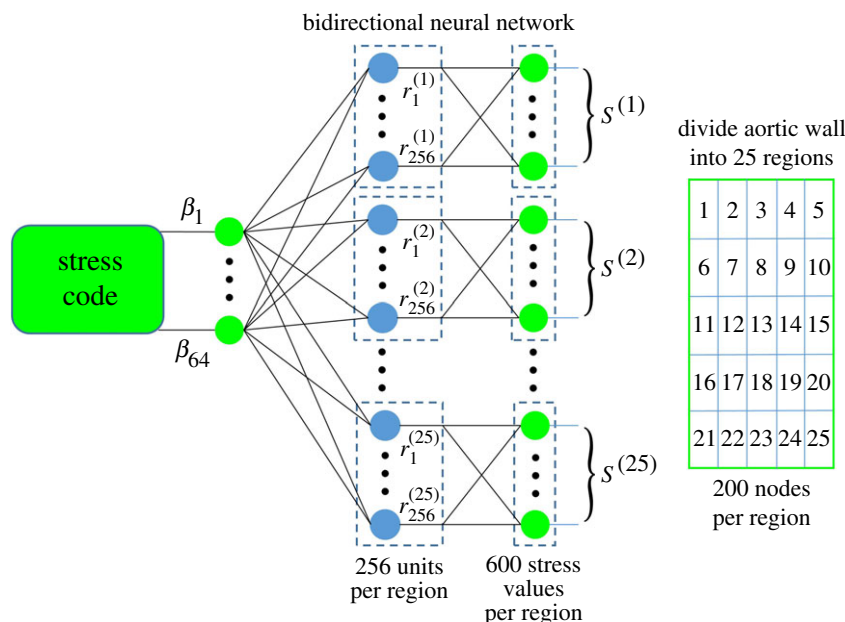 bidirectional neural network
stress
code
β₁
β₆₄
r₁⁽¹⁾
r₂₅₆⁽¹⁾
S⁽¹⁾
r₁⁽²⁾
r₂₅₆⁽²⁾
S⁽²⁾
r₁⁽²⁵⁾
r₂₅₆⁽²⁵⁾
S⁽²⁵⁾
256 units
per region
600 stress
values
per region
divide aortic wall
into 25 regions
1 2 3 4 5
6 7 8 9 10
11 12 13 14 15
16 17 18 19 20
21 22 23 24 25
200 nodes
per region